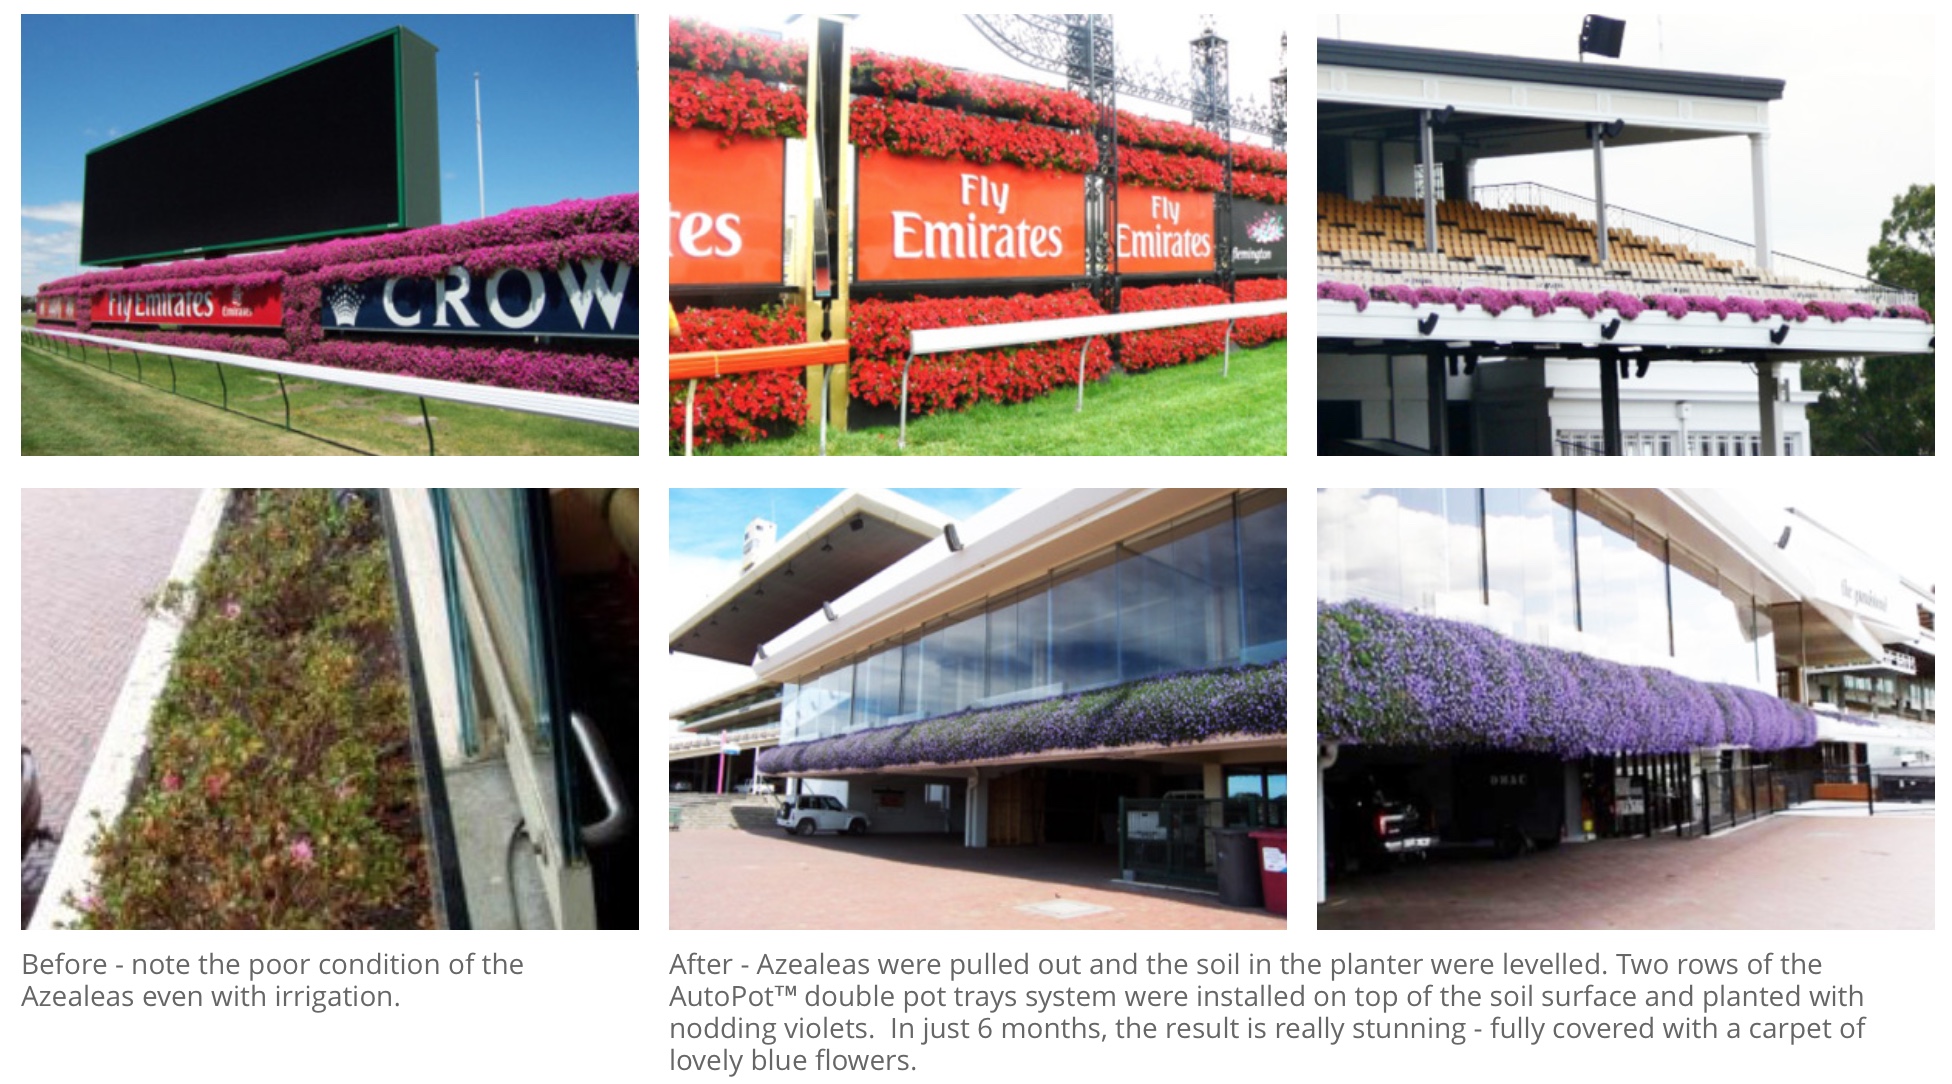 Fly Emirates
Emirates
CROW
tes
Fly
Emirates
Fly
Emirates
flemington
Before - note the poor condition of the
Azealeas even with irrigation.
After - Azealeas were pulled out and the soil in the planter were levelled. Two rows of the
AutoPot™ double pot trays system were installed on top of the soil surface and planted with
nodding violets.  In just 6 months, the result is really stunning - fully covered with a carpet of
lovely blue flowers.